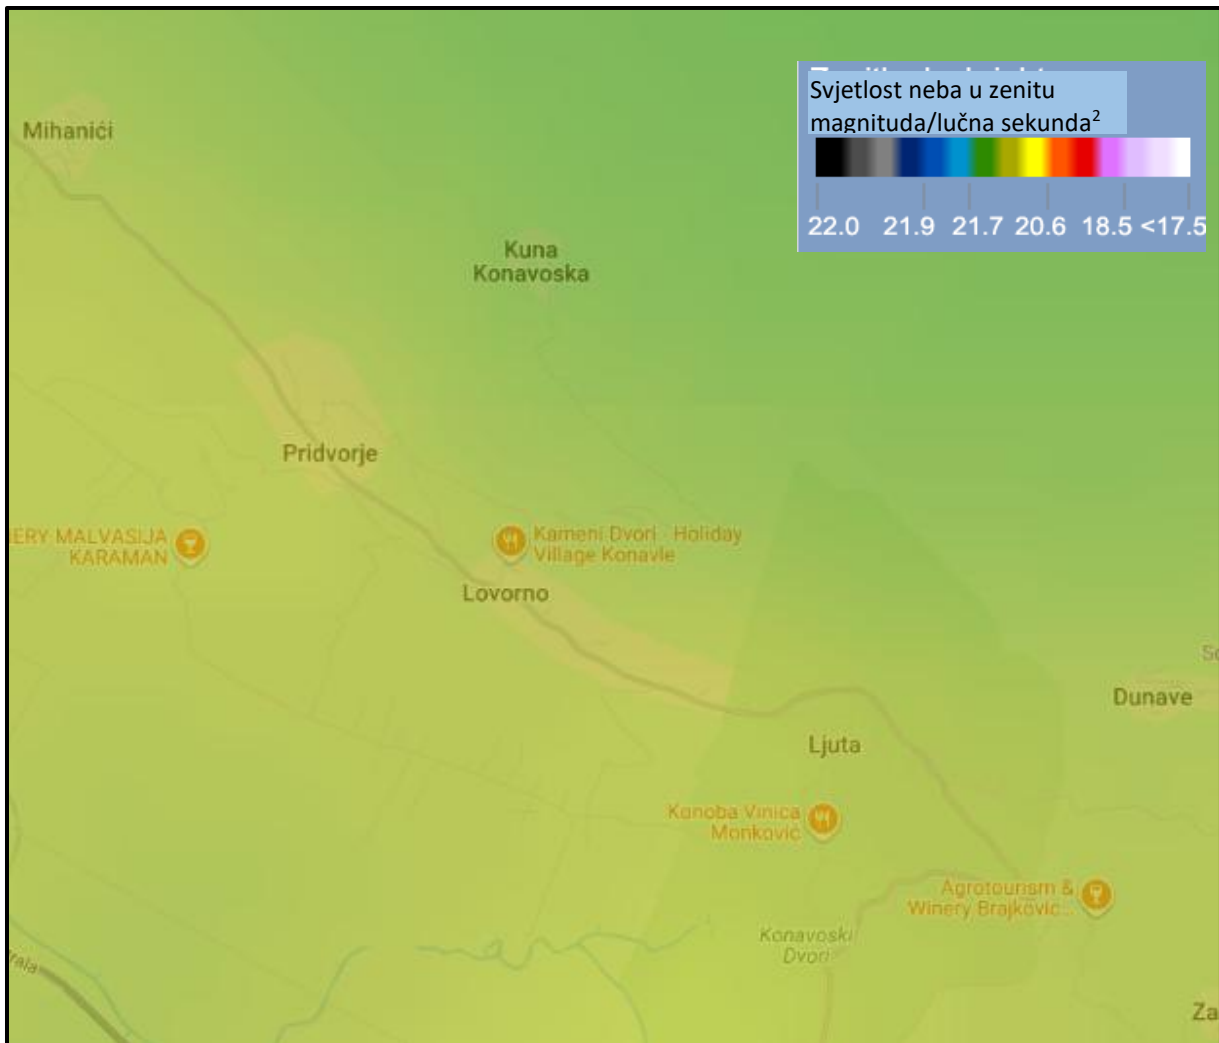 Svjetlost neba u zenitu
magnituda/lučna sekunda²
22.0 21.9 21.7 20.6 18.5 <17.5
Mihanići
Kuna
Konavoska
Pridvorje
ERY MALVASIJA
KARAMAN
Kameni Dvori - Holiday
Village Konavle
Lovorno
Dunave
Ljuta
Konoba Vinica
Monković
Agrotourism &
Winery Brajković...
Konavoski
Dvori
Za